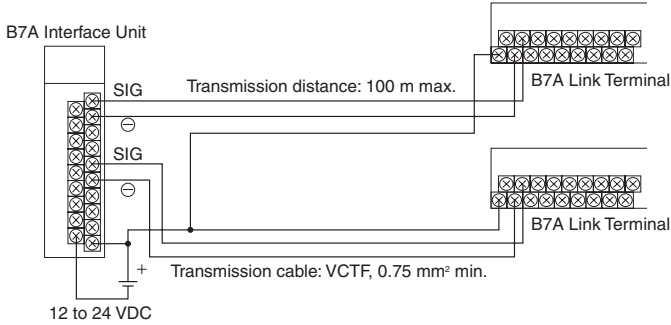 B7A Interface Unit
SIG
Transmission distance: 100 m max.
B7A Link Terminal
⊖
SIG
⊖
B7A Link Terminal
+
Transmission cable: VCTF, 0.75 mm² min.
12 to 24 VDC